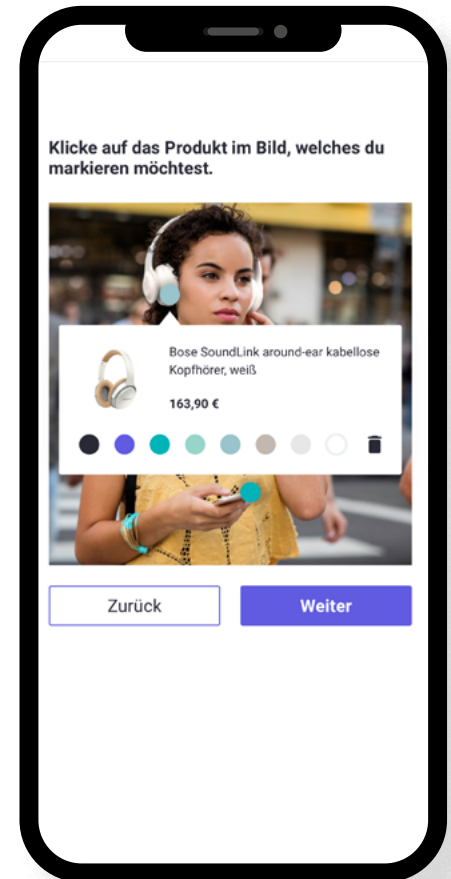 Klicke auf das Produkt im Bild, welches du
markieren möchtest.
Bose SoundLink around-ear kabellose
Kopfhörer, weiß
163,90 €
Zurück
Weiter